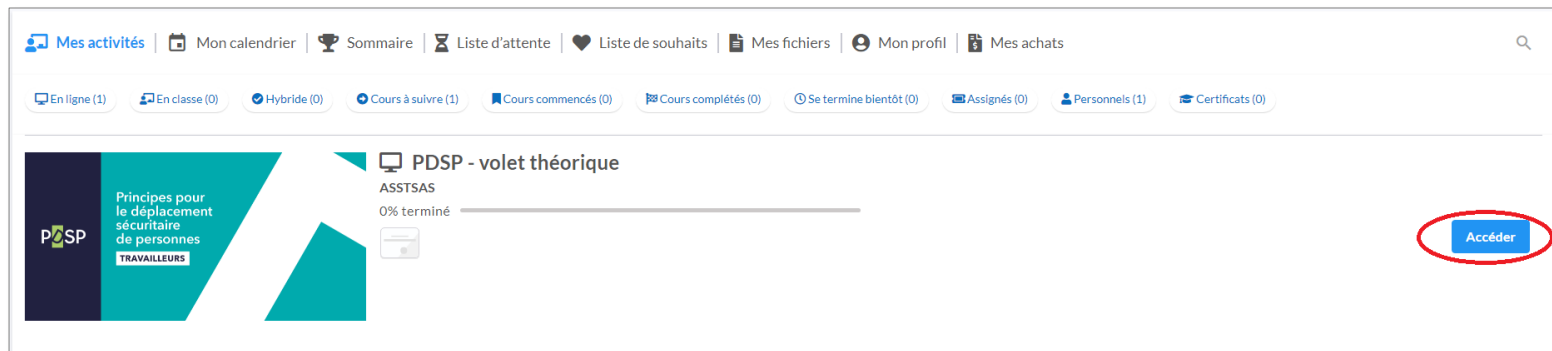 Mes activités | Mon calendrier | Sommaire | Liste d'attente | Liste de souhaits | Mes fichiers | Mon profil | Mes achats
En ligne (1) En classe (0) Hybride (0) Cours à suivre (1) Cours commencés (0) Cours complétés (0) Se termine bientôt (0) Assignés (0) Personnels (1) Certificats (0)
PDSP
Principes pour
le déplacement
sécuritaire
de personnes
TRAVAILLEURS
PDSP - volet théorique
ASSTSAS
0% terminé
Accéder